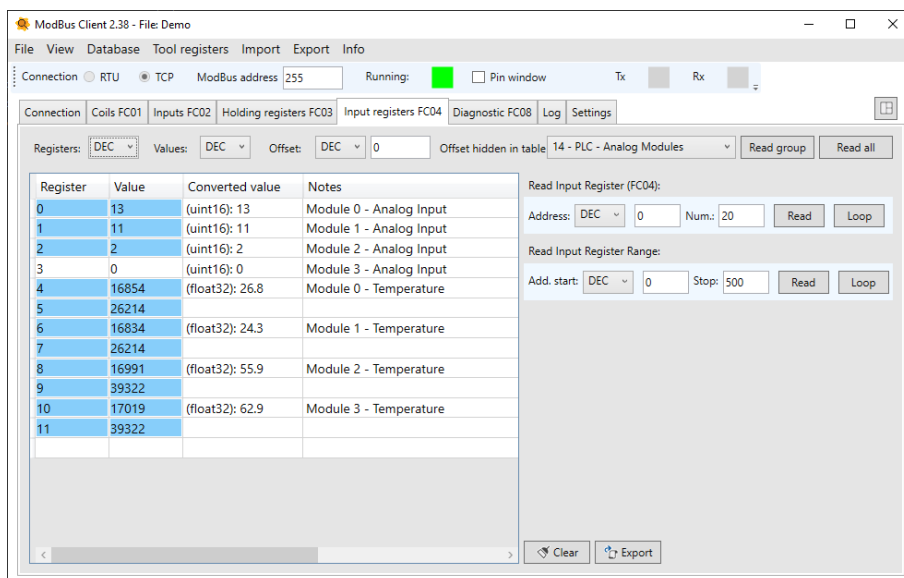 ModBus Client 2.38 - File: Demo
File View Database Tool registers Import Export Info
Connection RTU TCP ModBus address 255 Running: Pin window Tx Rx
Connection Coils FC01 Inputs FC02 Holding registers FC03 Input registers FC04 Diagnostic FC08 Log Settings
Registers: DEC Values: DEC Offset: DEC 0 Offset hidden in table 14 - PLC - Analog Modules Read group Read all
Register Value Converted value Notes
0 13 (uint16): 13 Module 0 - Analog Input
1 11 (uint16): 11 Module 1 - Analog Input
2 2 (uint16): 2 Module 2 - Analog Input
3 0 (uint16): 0 Module 3 - Analog Input
4 16854 (float32): 26.8 Module 0 - Temperature
5 26214
6 16834 (float32): 24.3 Module 1 - Temperature
7 26214
8 16991 (float32): 55.9 Module 2 - Temperature
9 39322
10 17019 (float32): 62.9 Module 3 - Temperature
11 39322
Read Input Register (FC04):
Address: DEC 0 Num.: 20 Read Loop
Read Input Register Range:
Add. start: DEC 0 Stop: 500 Read Loop
Clear Export